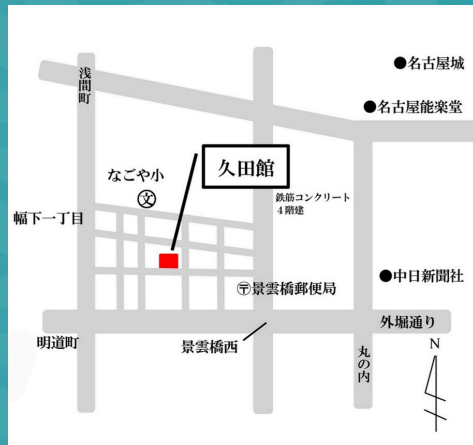 浅間町
●名古屋城
●名古屋能楽堂
なごや小
文
久田館
鉄筋コンクリート
4階建
幅下一丁目
●中日新聞社
〒景雲橋郵便局
外堀通り
明道町
景雲橋西
丸の内
N